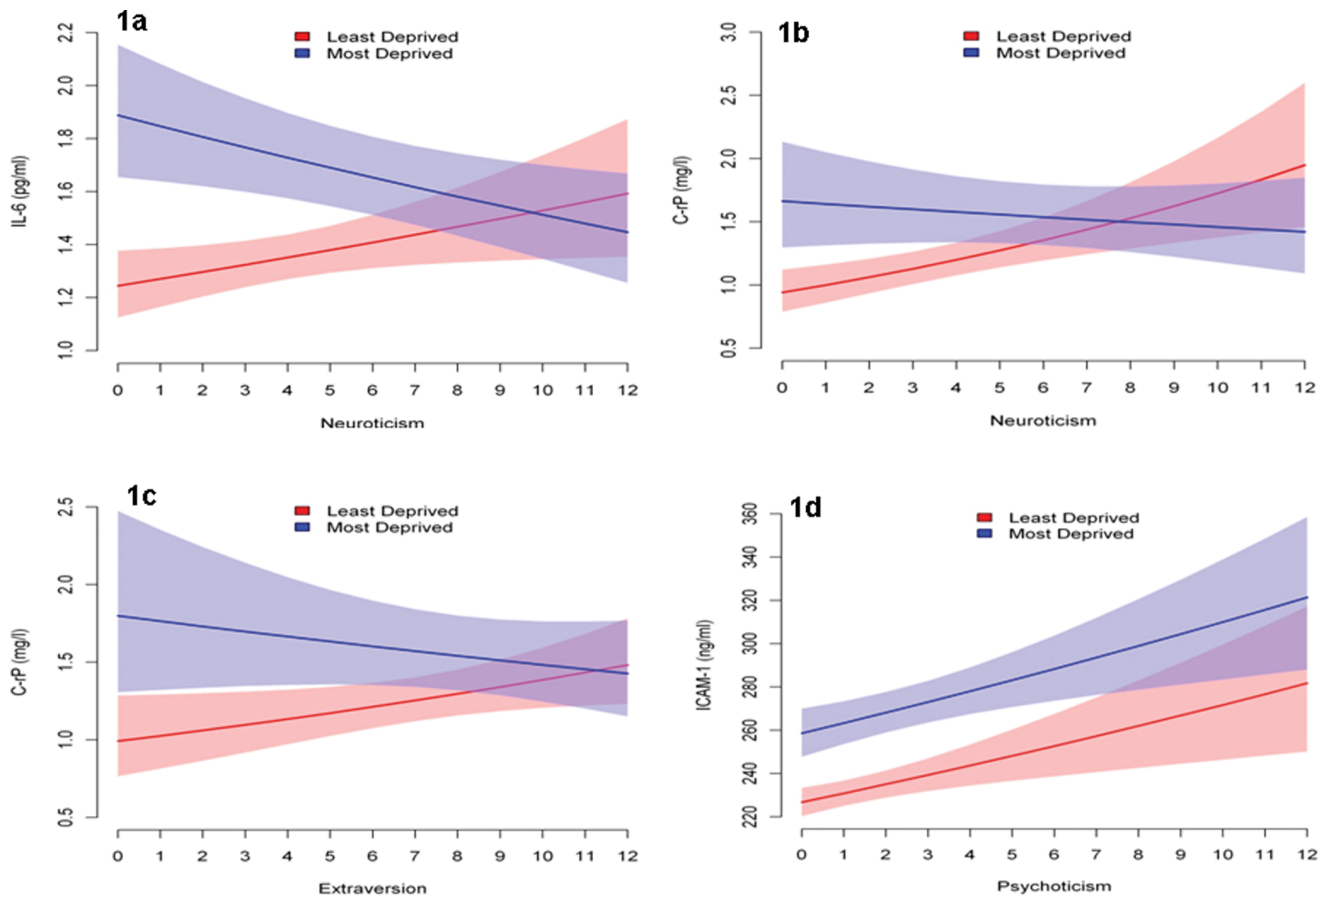 1a
Least Deprived
Most Deprived
IL-6 (pg/ml)
2.2
2.0
1.8
1.6
1.4
1.2
1.0
0 1 2 3 4 5 6 7 8 9 10 11 12
Neuroticism
1b
Least Deprived
Most Deprived
C-rP (mg/l)
3.0
2.5
2.0
1.5
1.0
0.5
0 1 2 3 4 5 6 7 8 9 10 11 12
Neuroticism
1c
Least Deprived
Most Deprived
C-rP (mg/l)
2.5
2.0
1.5
1.0
0.5
0 1 2 3 4 5 6 7 8 9 10 11 12
Extraversion
1d
Least Deprived
Most Deprived
ICAM-1 (ng/ml)
360
340
320
300
280
260
240
220
0 1 2 3 4 5 6 7 8 9 10 11 12
Psychoticism